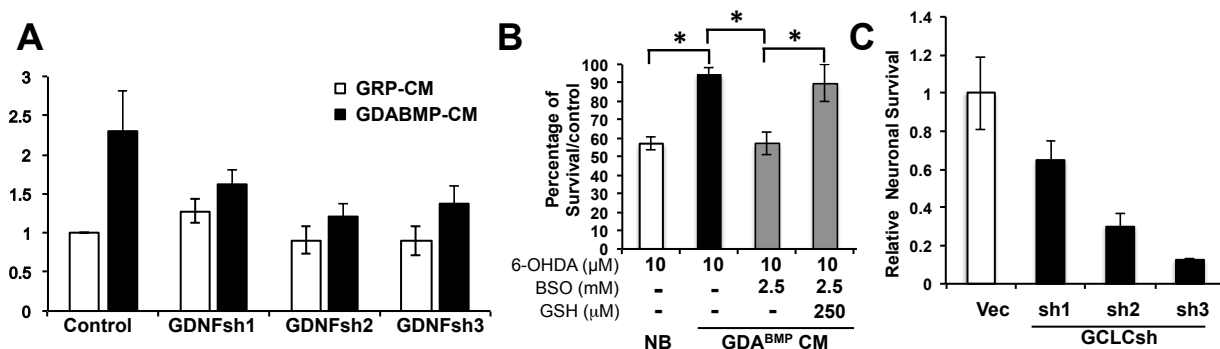 A
3
2.5
2
1.5
1
0.5
0
GRP-CM
GDABMP-CM
Control GDNFsh1 GDNFsh2 GDNFsh3
B
* * *
Percentage of
Survival/control
100
90
80
70
60
50
40
30
20
10
0
6-OHDA (µM) 10 10 10 10
BSO (mM) - - 2.5 2.5
GSH (µM) - - - 250
NB GDABMP CM
C
Relative Neuronal Survival
1.4
1.2
1
0.8
0.6
0.4
0.2
0
Vec sh1 sh2 sh3
GCLCsh